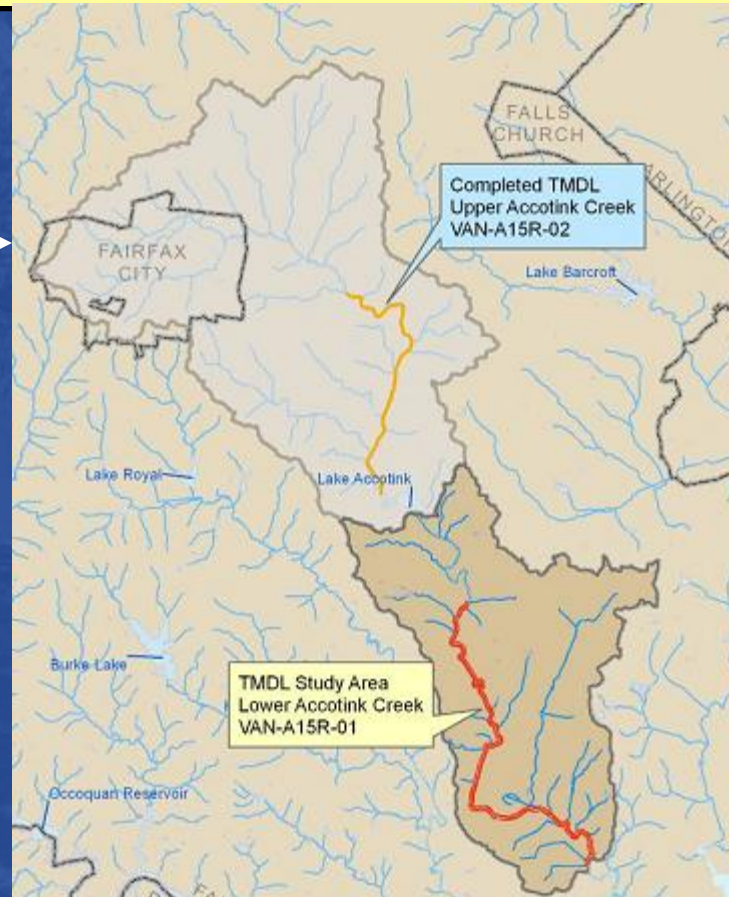 FALLS
CHURCH
ARLINGTON
Completed TMDL
Upper Accotink Creek
VAN-A15R-02
FAIRFAX
CITY
Lake Barcroft
Lake Royal
Lake Accotink
Burke Lake
TMDL Study Area
Lower Accotink Creek
VAN-A15R-01
Occoquan Reservoir